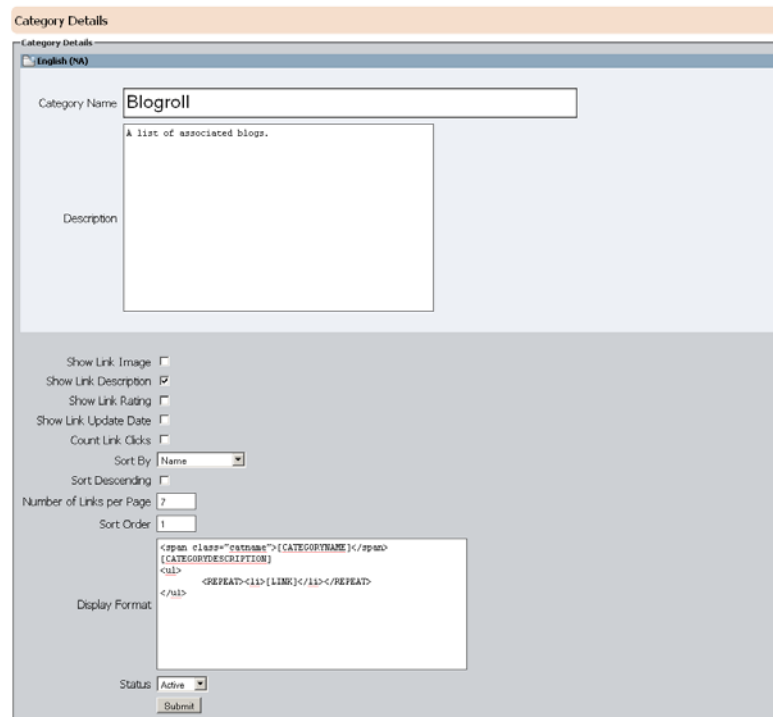 Category Details
Category Details
English (NA)
Category Name Blogroll
A list of associated blogs.
Description
Show Link Image
Show Link Description
Show Link Rating
Show Link Update Date
Count Link Clicks
Sort By Name
Sort Descending
Number of Links per Page 7
Sort Order 1
<span class="catname">[CATEGORYNAME]</span>
[CATEGORYDESCRIPTION]
<ul>
<REPEAT><li>[LINK]</li></REPEAT>
</ul>
Display Format
Status Active
Submit